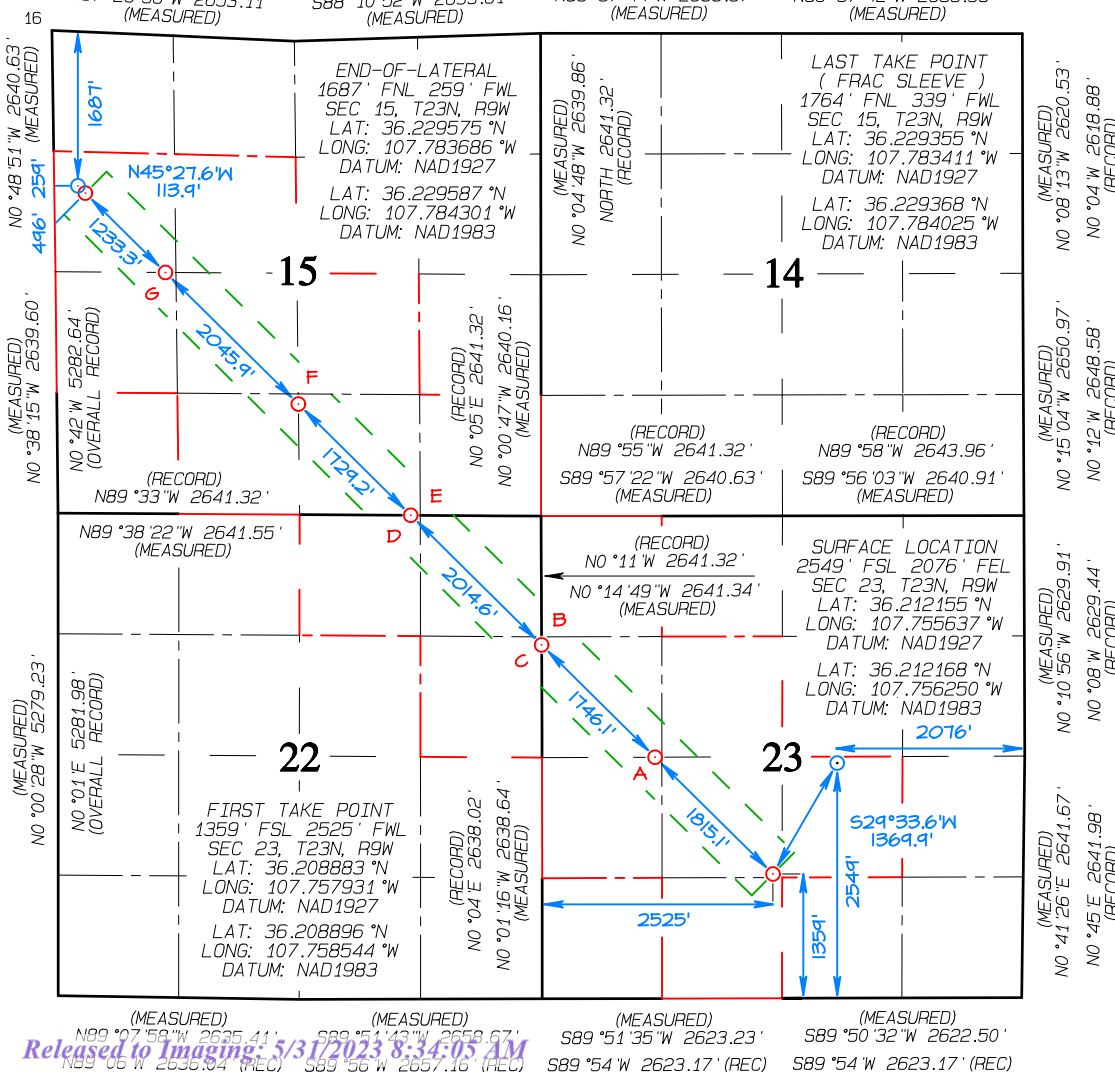 16
S88°10'52"W 2653.01'
(MEASURED)
(MEASURED)
(MEASURED)
(MEASURED)
N0°48'51"W 2640.63'
(MEASURED)
1687'
259'
496'
N45°27.6'W
113.9'
END-OF-LATERAL
1687' FNL 259' FWL
SEC 15, T23N, R9W
LAT: 36.229575°N
LONG: 107.783686°W
DATUM: NAD1927
LAT: 36.229587°N
LONG: 107.784301°W
DATUM: NAD1983
(MEASURED)
N0°04'48"W 2639.86'
NORTH 2641.32'
(RECORD)
LAST TAKE POINT
( FRAC SLEEVE )
1764' FNL 339' FWL
SEC 15, T23N, R9W
LAT: 36.229355°N
LONG: 107.783411°W
DATUM: NAD1927
LAT: 36.229368°N
LONG: 107.784025°W
DATUM: NAD1983
(MEASURED)
N0°08'13"W 2620.53'
N0°04'W 2618.88'
(RECORD)
1233.3'
G
15
14
2045.9'
F
(MEASURED)
N0°38'15"W 2639.60'
N0°42'W 5282.64'
(OVERALL RECORD)
(RECORD)
N0°05'E 2641.32'
N0°00'47"W 2640.16'
(MEASURED)
(MEASURED)
N0°15'04"W 2650.97'
N0°12'W 2648.58'
(RECORD)
1729.2'
(RECORD)
N89°55'W 2641.32'
S89°57'22"W 2640.63'
(MEASURED)
(RECORD)
N89°58'W 2643.96'
S89°56'03"W 2640.91'
(MEASURED)
(RECORD)
N89°33'W 2641.32'
N89°38'22"W 2641.55'
(MEASURED)
E
D
2014.6'
(RECORD)
N0°11'W 2641.32'
N0°14'49"W 2641.34'
(MEASURED)
B
C
SURFACE LOCATION
2549' FSL 2076' FEL
SEC 23, T23N, R9W
LAT: 36.212155°N
LONG: 107.755637°W
DATUM: NAD1927
LAT: 36.212168°N
LONG: 107.756250°W
DATUM: NAD1983
(MEASURED)
N0°10'56"W 2629.91'
N0°08'W 2629.44'
(RECORD)
(MEASURED)
N0°00'28"W 5279.23'
N0°01'E 5281.98'
(OVERALL RECORD)
1746.1'
A
2076'
22
23
1815.1'
S29°33.6'W
1369.9'
2549'
FIRST TAKE POINT
1359' FSL 2525' FWL
SEC 23, T23N, R9W
LAT: 36.208883°N
LONG: 107.757931°W
DATUM: NAD1927
LAT: 36.208896°N
LONG: 107.758544°W
DATUM: NAD1983
(RECORD)
N0°04'E 2638.02'
N0°01'16"W 2638.64'
(MEASURED)
2525'
1359'
(MEASURED)
N0°41'26"E 2641.67'
N0°45'E 2641.98'
(RECORD)
(MEASURED)
N89°07'58"W 2635.41'
N89°06'W 2636.04' (REC)
(MEASURED)
S89°51'43"W 2658.67'
S89°56'W 2657.16' (REC)
(MEASURED)
S89°51'35"W 2623.23'
S89°54'W 2623.17' (REC)
(MEASURED)
S89°50'32"W 2622.50'
S89°54'W 2623.17' (REC)
Released to Imaging: 5/31/2023 8:34:05 AM